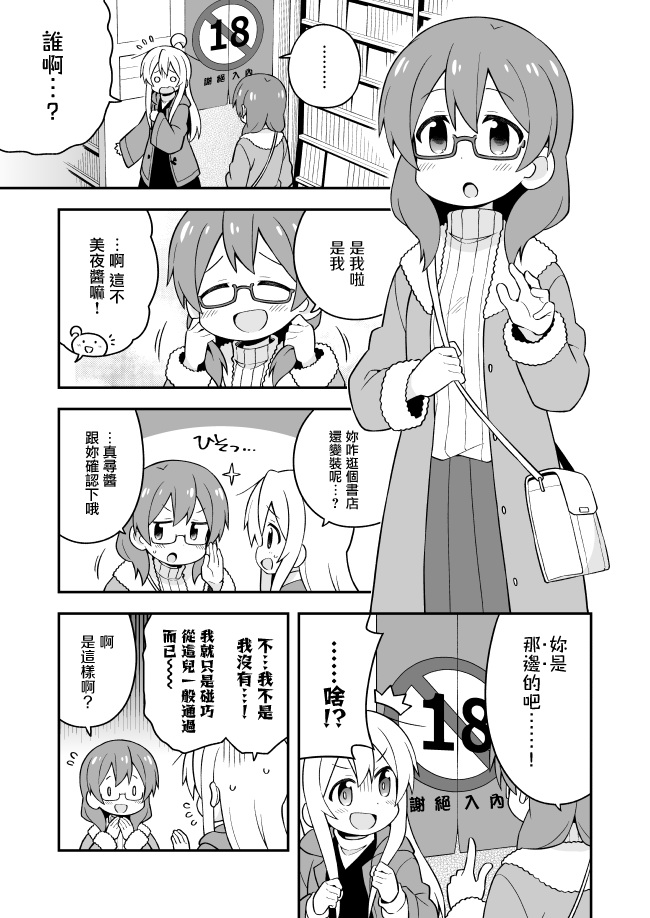 18
謝絕入內
………
誰啊……？
是我啦
是我
…啊 這不
美夜醬嘛！
妳咋逛個書店
還變裝呢…？
ひそっ…
…真尋醬
跟妳確認下哦
妳是
那邊的吧……！
18
謝絕入內
……啥!?
不…我不是
我沒有…！
我就只是碰巧
從這兒一般通過
而已~~~
啊
是這樣啊？